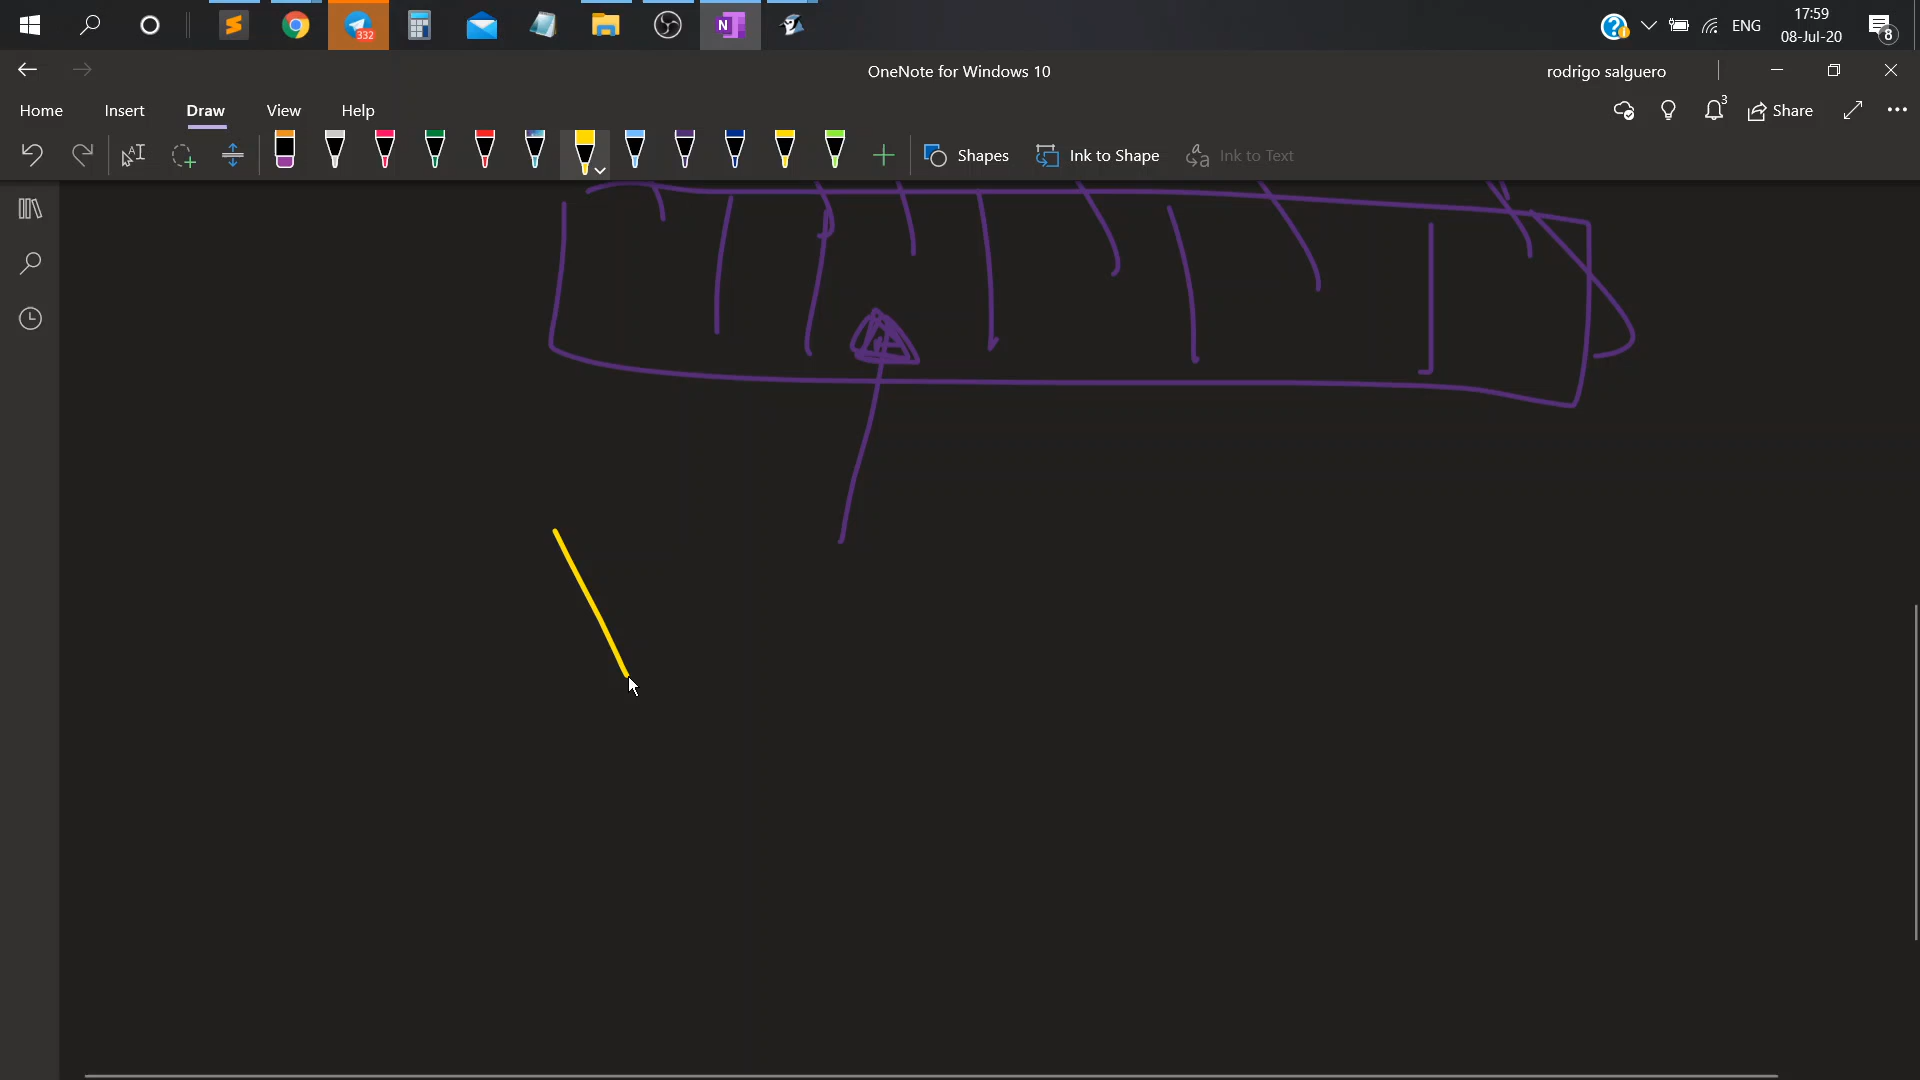 332
ENG
17:59
08-Jul-20
8
OneNote for Windows 10
rodrigo salguero
Home
Insert
Draw
View
Help
3
Share
Shapes
Ink to Shape
Ink to Text